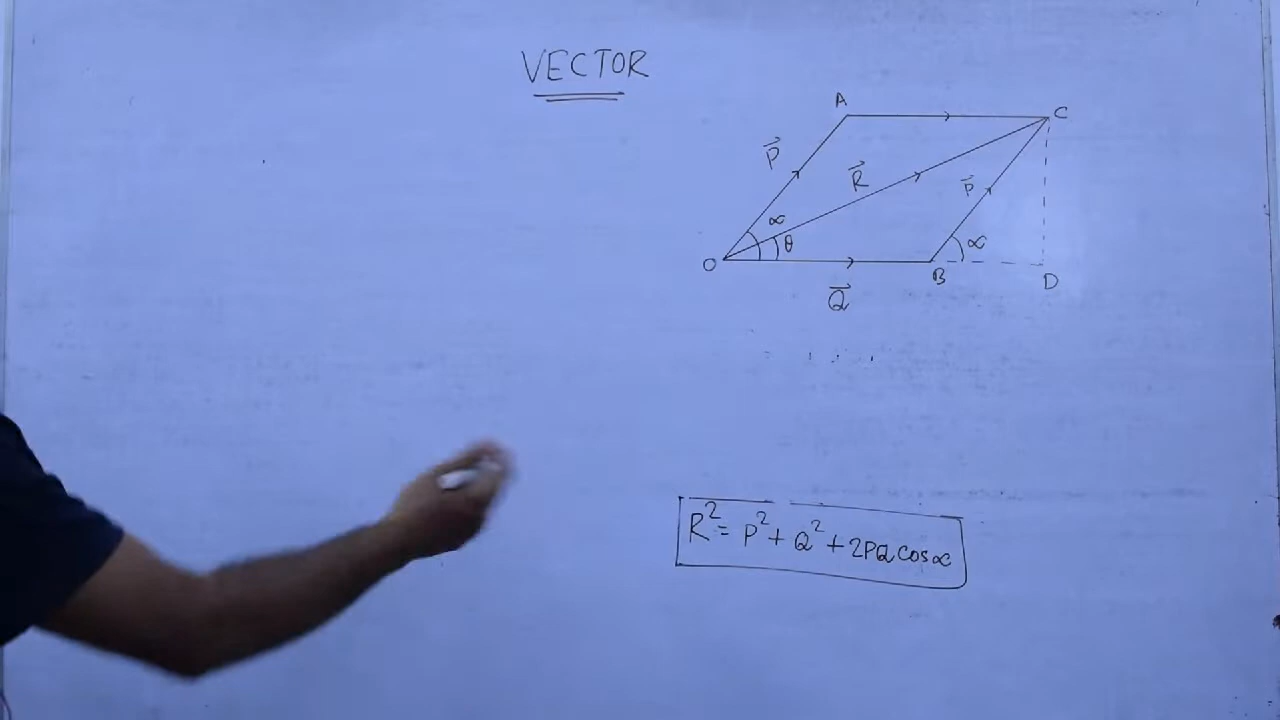 VECTOR
A
C
P⃗
R⃗
P⃗
α
θ
α
O
B
D
Q⃗
R² = P² + Q² + 2PQ cos α